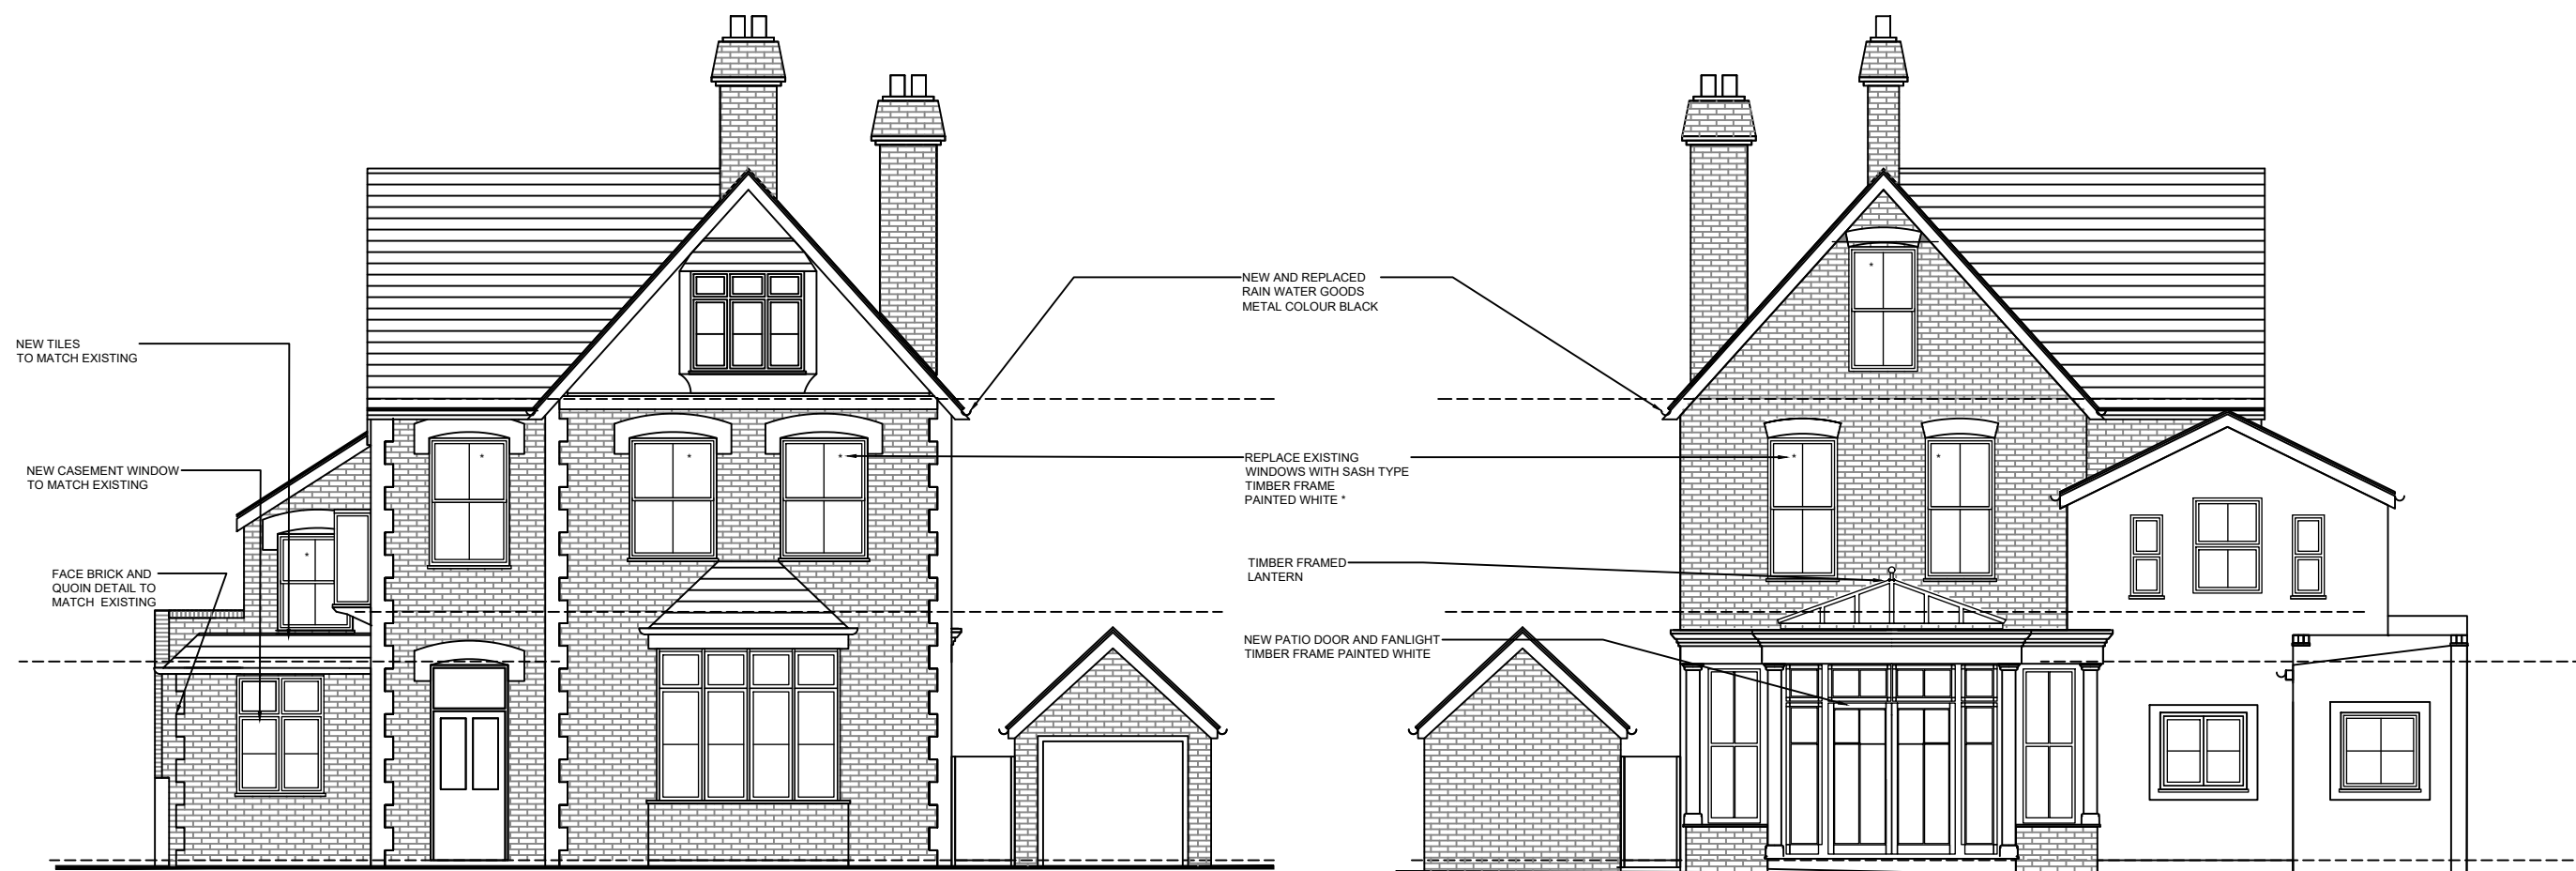 NEW TILES
TO MATCH EXISTING
NEW CASEMENT WINDOW
TO MATCH EXISTING
FACE BRICK AND
QUOIN DETAIL TO
MATCH EXISTING
NEW AND REPLACED
RAIN WATER GOODS
METAL COLOUR BLACK
REPLACE EXISTING
WINDOWS WITH SASH TYPE
TIMBER FRAME
PAINTED WHITE *
TIMBER FRAMED
LANTERN
NEW PATIO DOOR AND FANLIGHT
TIMBER FRAME PAINTED WHITE